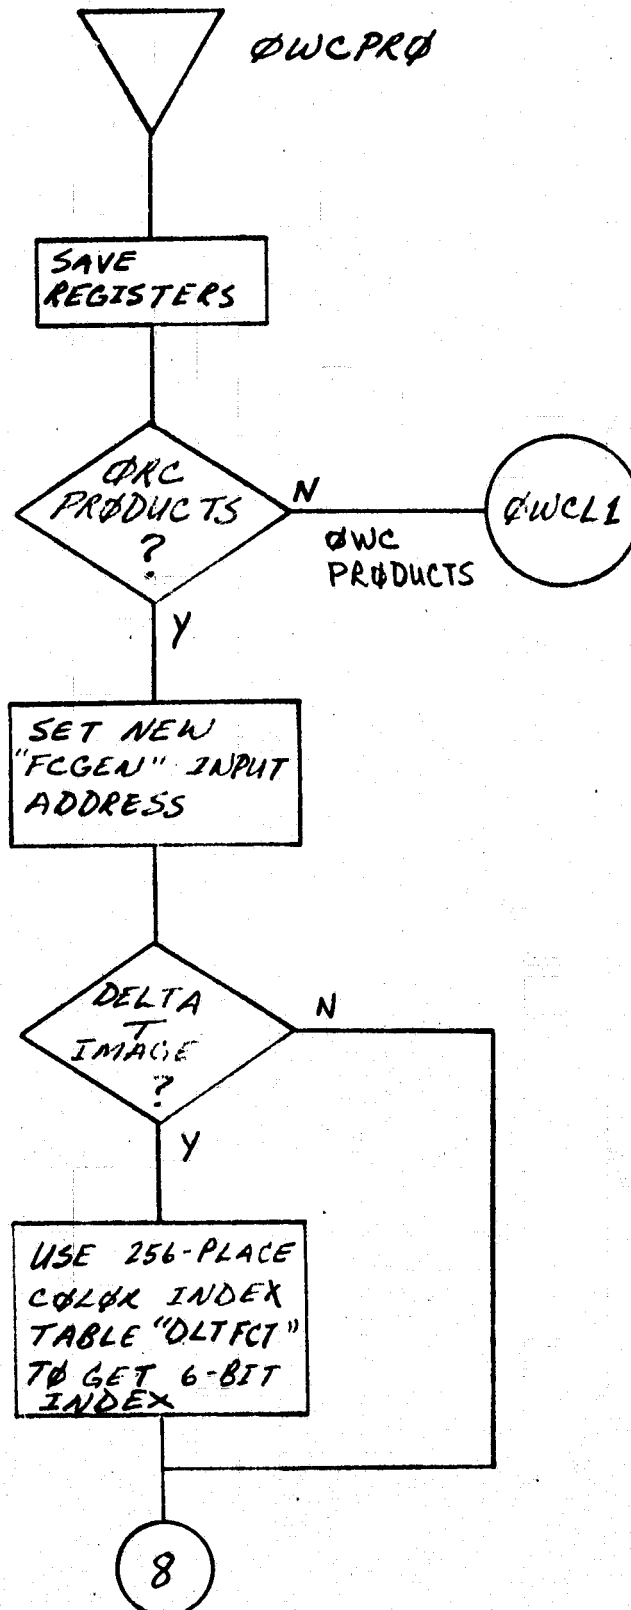 ØWCPRØ
SAVE
REGISTERS
ØRC
PRØDUCTS
?
N
ØWC
PRØDUCTS
ØWCL1
Y
SET NEW
"FCGEN" INPUT
ADDRESS
DELTA
T
IMAGE
?
N
Y
USE 256-PLACE
CØLØR INDEX
TABLE "DLTFCT"
TØ GET 6-BIT
INDEX
8